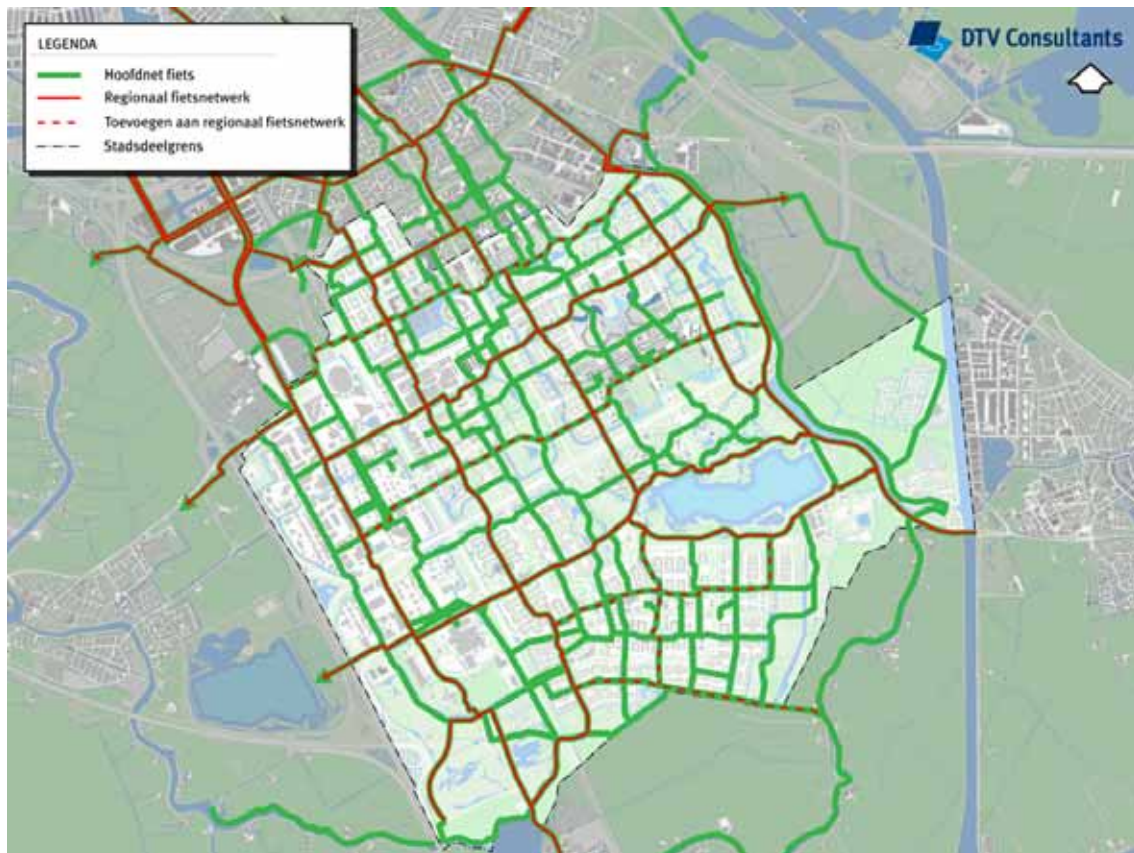 LEGENDA
Hoofdnet fiets
Regionaal fietsnetwerk
Toevoegen aan regionaal fietsnetwerk
Stadsdeelgrens
DTV Consultants